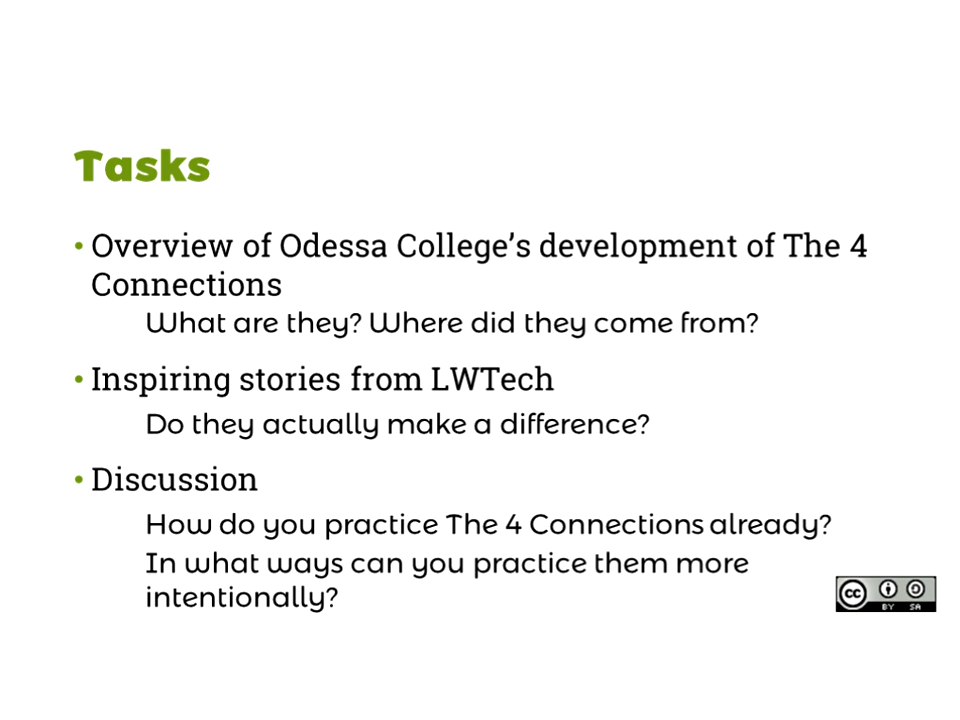 Tasks
• Overview of Odessa College’s development of The 4
Connections
What are they? Where did they come from?
• Inspiring stories from LWTech
Do they actually make a difference?
• Discussion
How do you practice The 4 Connections already?
In what ways can you practice them more
intentionally?
cc
BY SA